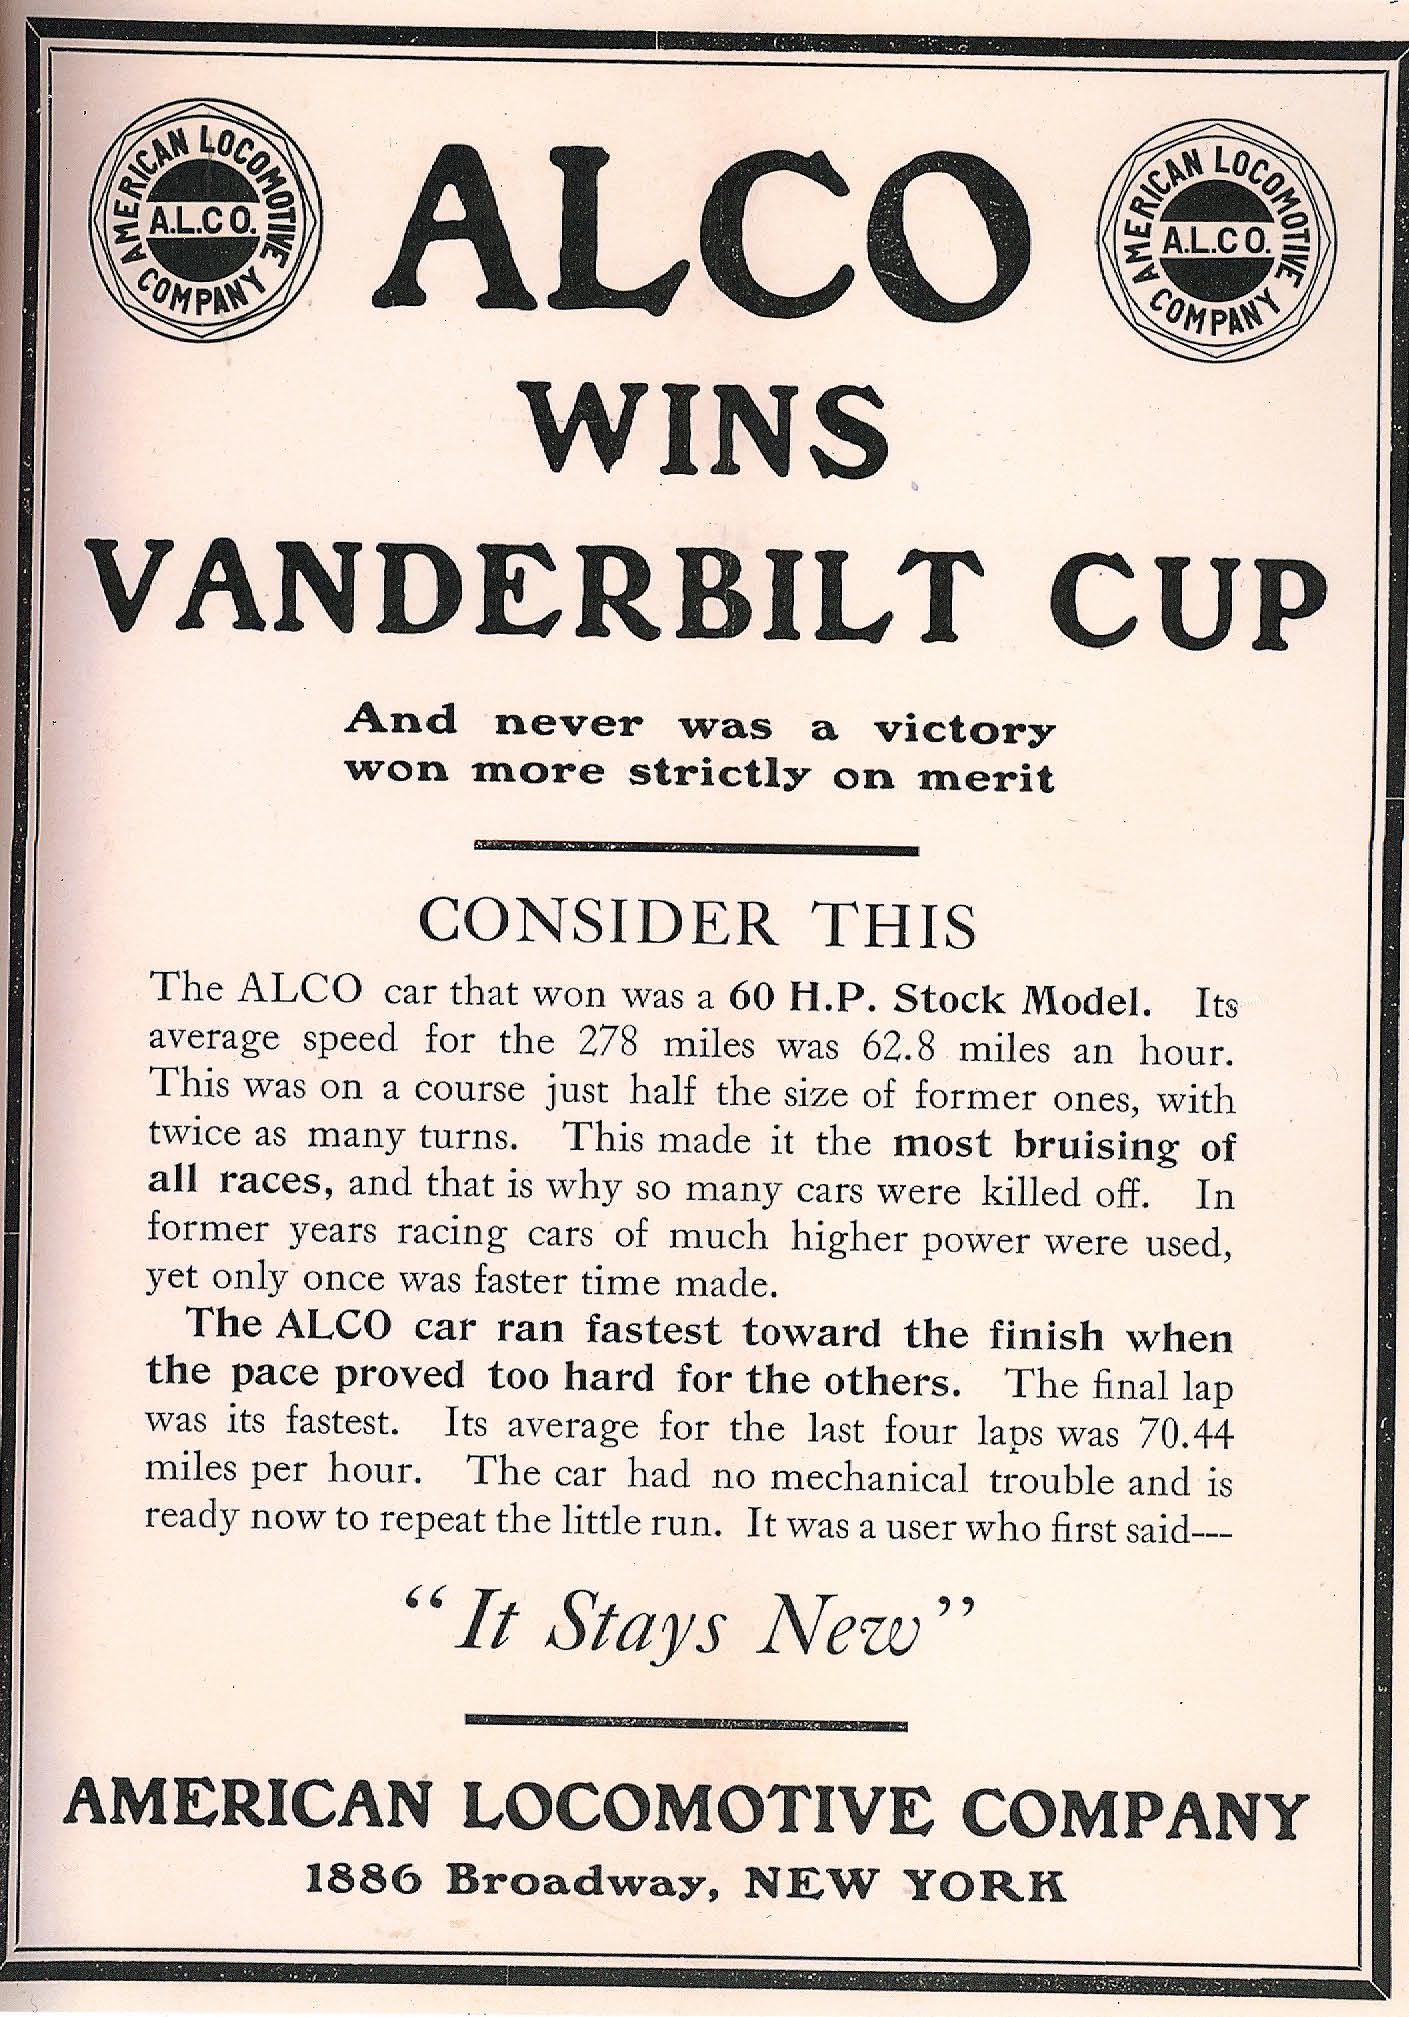 AMERICAN LOCOMOTIVE COMPANY
A.L.CO.
ALCO
AMERICAN LOCOMOTIVE COMPANY
A.L.CO.
WINS
VANDERBILT CUP
And never was a victory
won more strictly on merit
CONSIDER THIS
The ALCO car that won was a 60 H.P. Stock Model. Its
average speed for the 278 miles was 62.8 miles an hour.
This was on a course just half the size of former ones, with
twice as many turns. This made it the most bruising of
all races, and that is why so many cars were killed off. In
former years racing cars of much higher power were used,
yet only once was faster time made.
The ALCO car ran fastest toward the finish when
the pace proved too hard for the others. The final lap
was its fastest. Its average for the last four laps was 70.44
miles per hour. The car had no mechanical trouble and is
ready now to repeat the little run. It was a user who first said---
"It Stays New"
AMERICAN LOCOMOTIVE COMPANY
1886 Broadway, NEW YORK